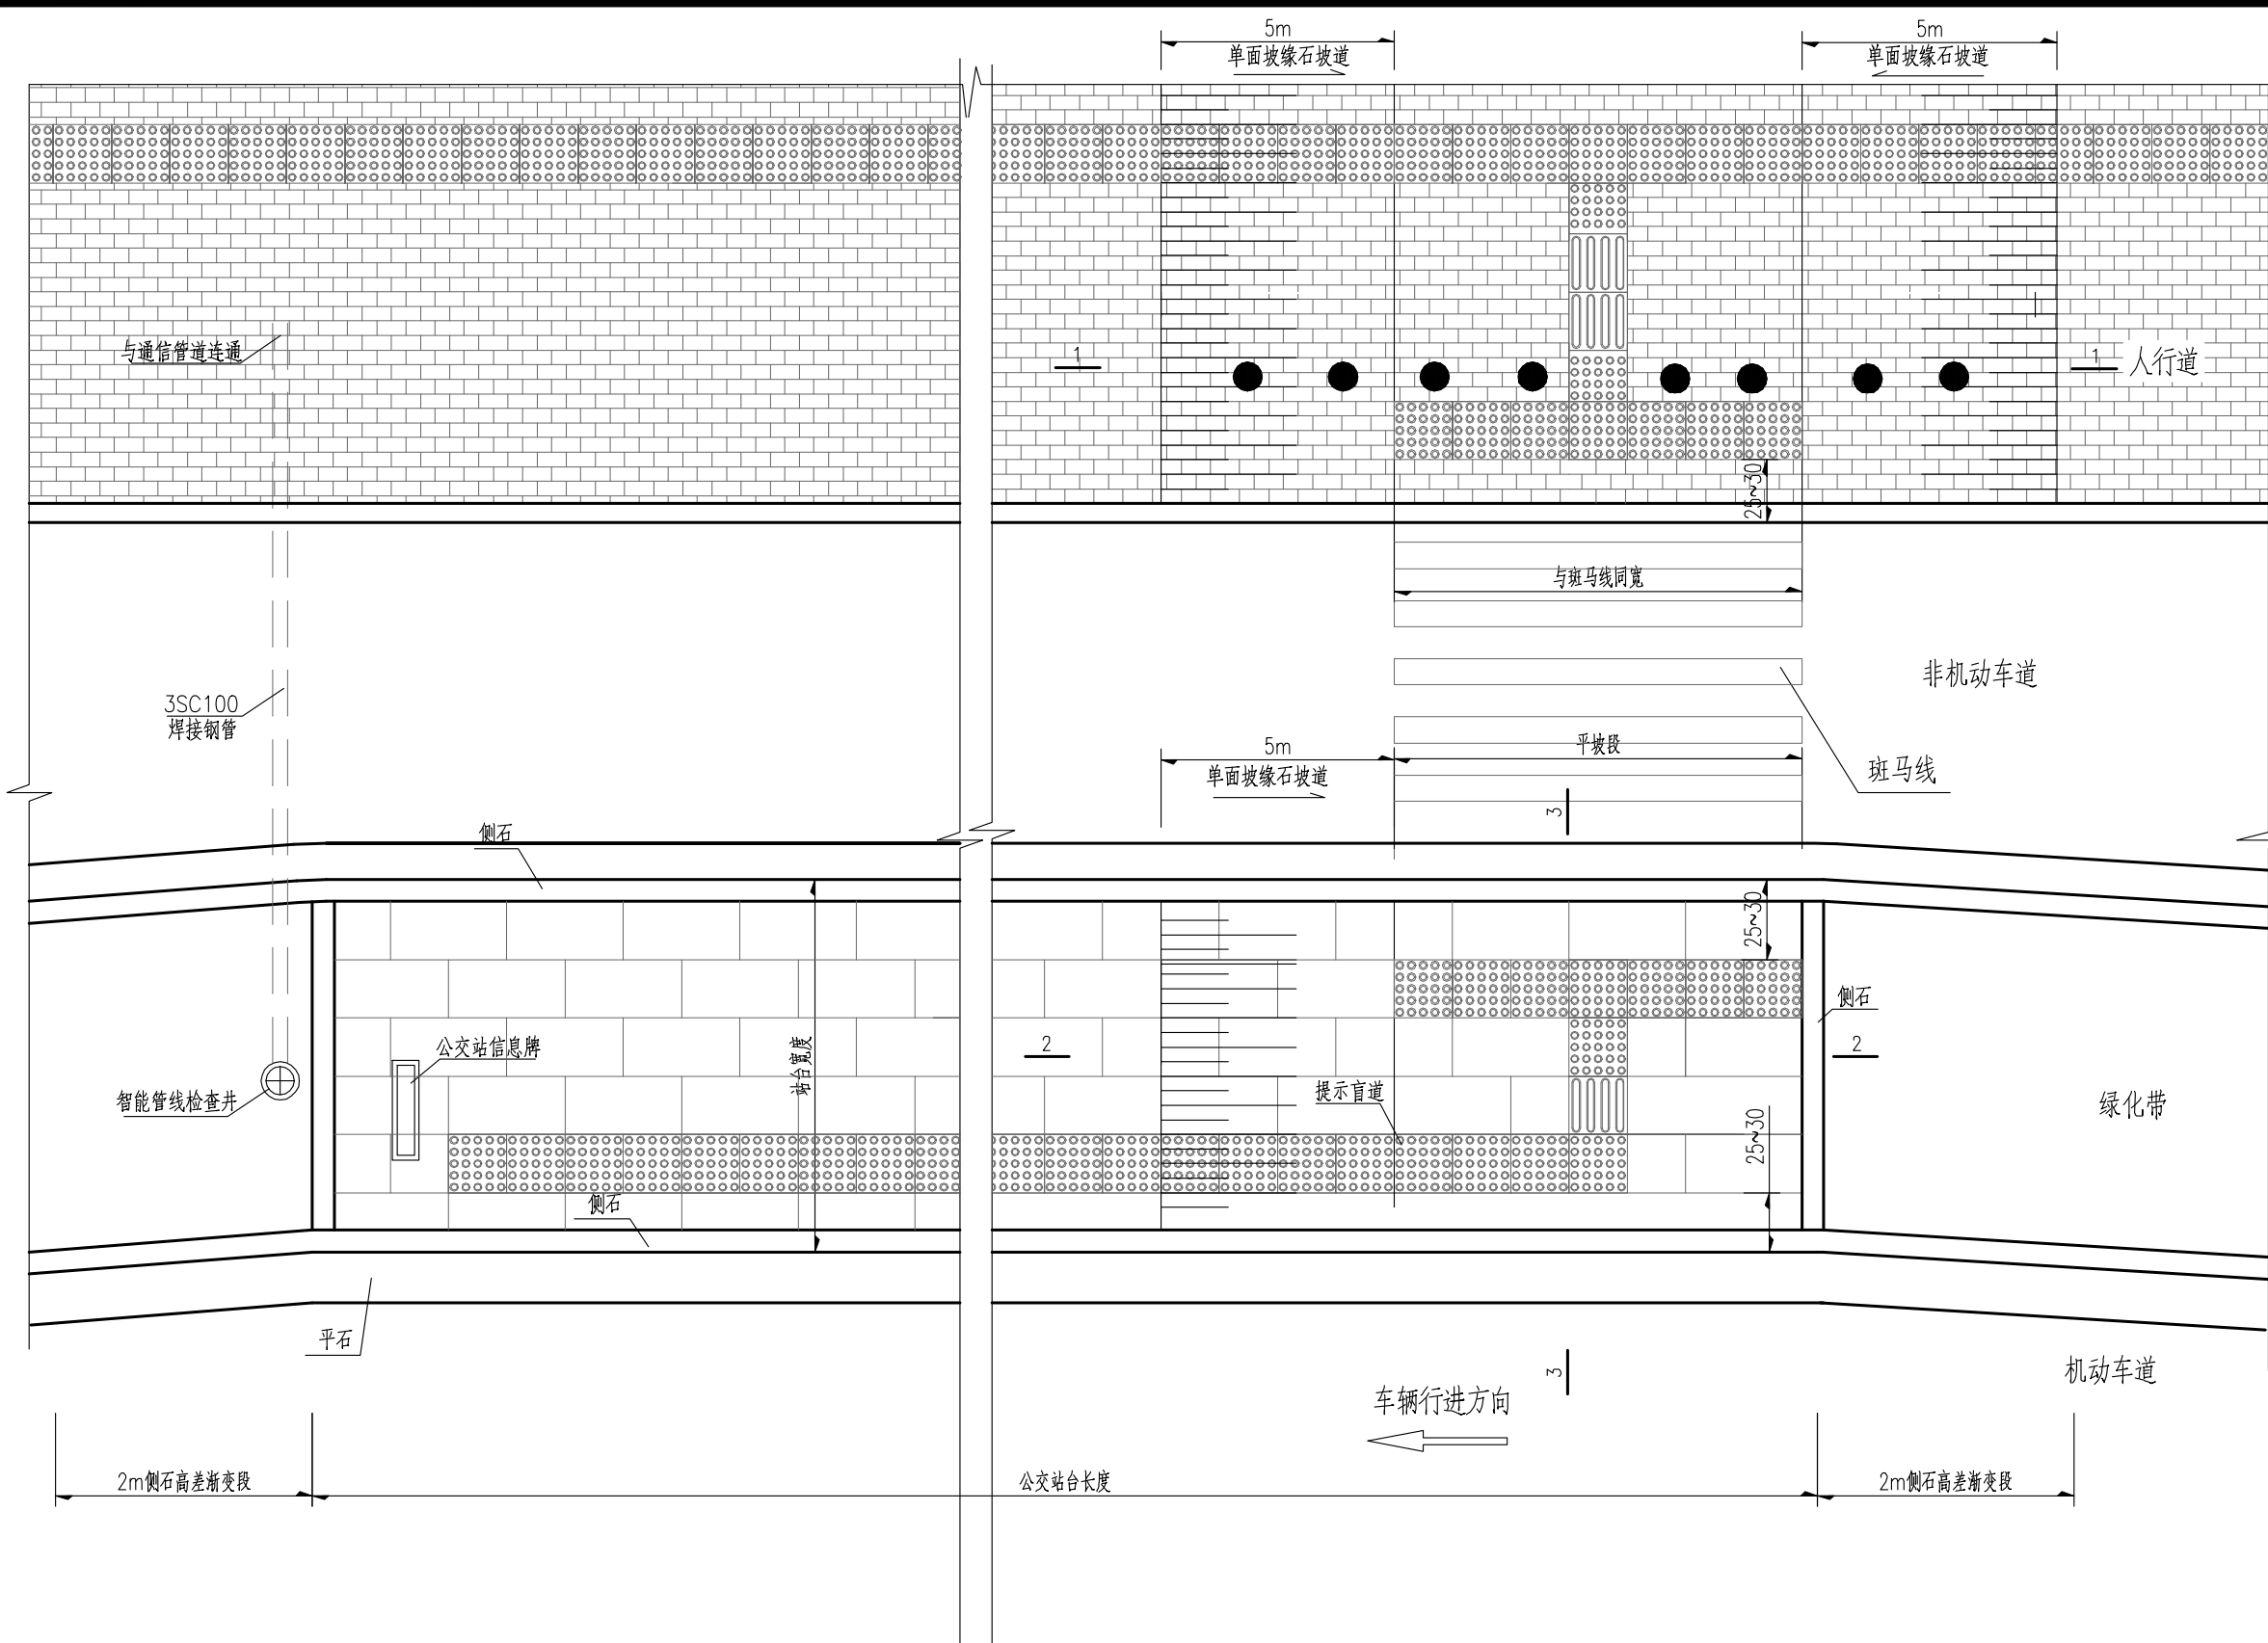 5m
单面坡缘石坡道
5m
单面坡缘石坡道
与通信管道连通
1
1
人行道
25~30
与斑马线同宽
非机动车道
3SC100
焊接钢管
5m
单面坡缘石坡道
平坡段
斑马线
3
侧石
25~30
侧石
公交站信息牌
站台宽度
2
2
智能管线检查井
提示盲道
绿化带
25~30
侧石
平石
3
机动车道
车辆行进方向
2m侧石高差渐变段
公交站台长度
2m侧石高差渐变段